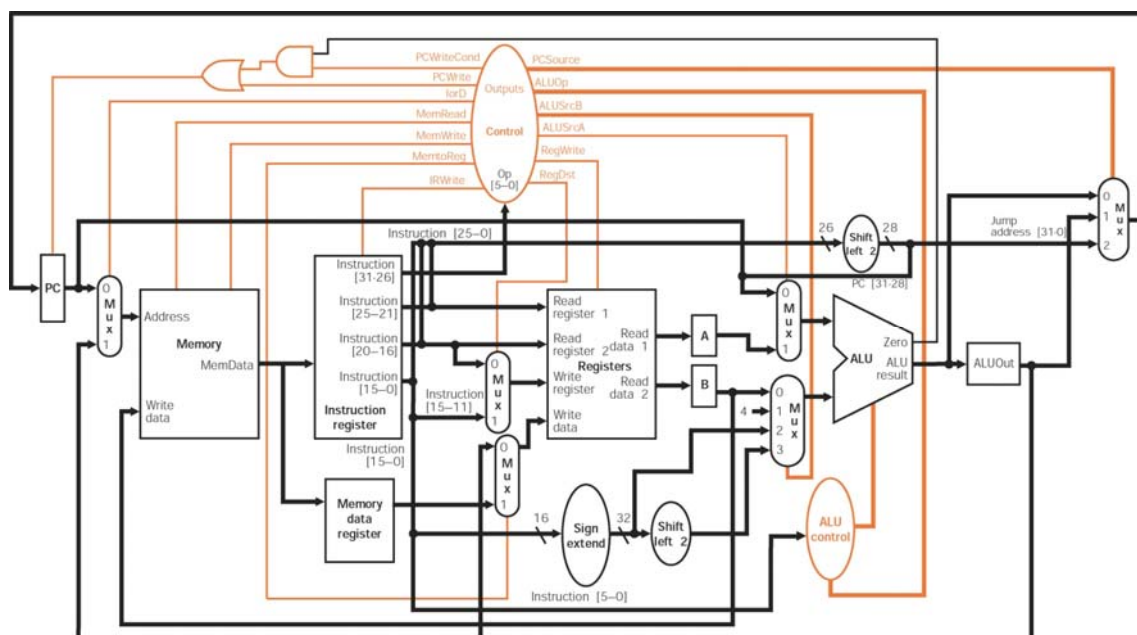 PCWriteCond
PCSource
PCWrite
ALUOp
IorD
Outputs
ALUSrcB
MemRead
ALUSrcA
MemWrite
Control
RegWrite
MemtoReg
RegDst
IRWrite
Op
[5–0]
0
1
2
M
u
x
Instruction [25–0]
26
28
Shift
left 2
Jump
address [31-0]
PC [31-28]
PC
0
M
u
x
1
Address
Memory
MemData
Write
data
Instruction
[31-26]
Instruction
[25–21]
Instruction
[20–16]
Instruction
[15–0]
Instruction
register
Instruction
[15–11]
Instruction
[15–0]
0
M
u
x
1
Read
register 1
Read
register 2
Registers
Write
register
Write
data
Read
data 1
Read
data 2
A
B
0
M
u
x
1
4
0
1
2
3
M
u
x
Zero
ALU
ALU
result
ALUOut
0
M
u
x
1
Memory
data
register
16
Sign
extend
32
Shift
left 2
ALU
control
Instruction [5–0]